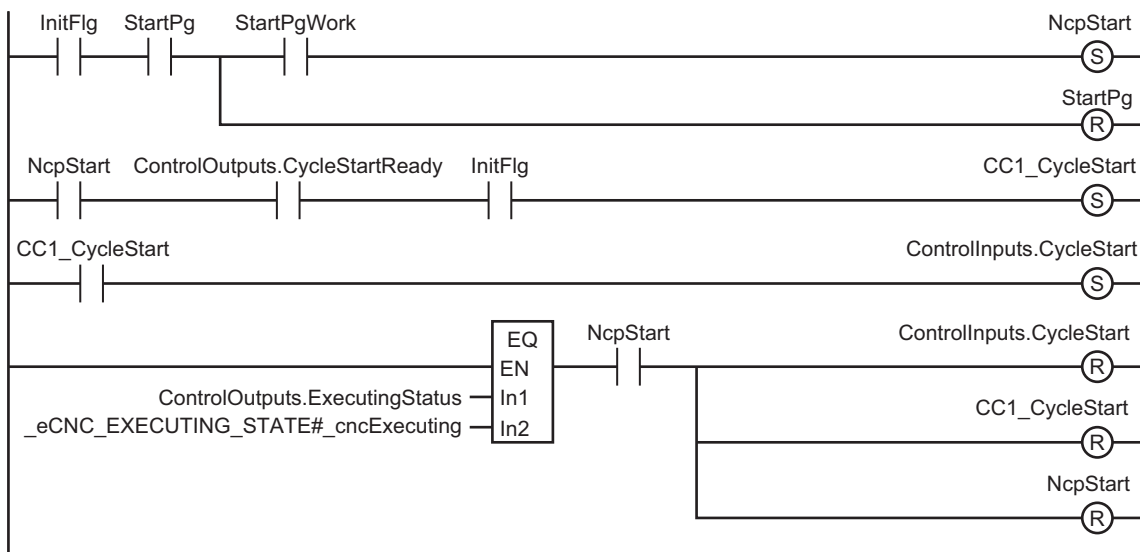 InitFlg StartPg StartPgWork NcpStart
S
StartPg
R
NcpStart ControlOutputs.CycleStartReady InitFlg CC1_CycleStart
S
CC1_CycleStart ControlInputs.CycleStart
S
EQ NcpStart ControlInputs.CycleStart
EN R
ControlOutputs.ExecutingStatus In1 CC1_CycleStart
_eCNC_EXECUTING_STATE#_cncExecuting In2
R
NcpStart
R